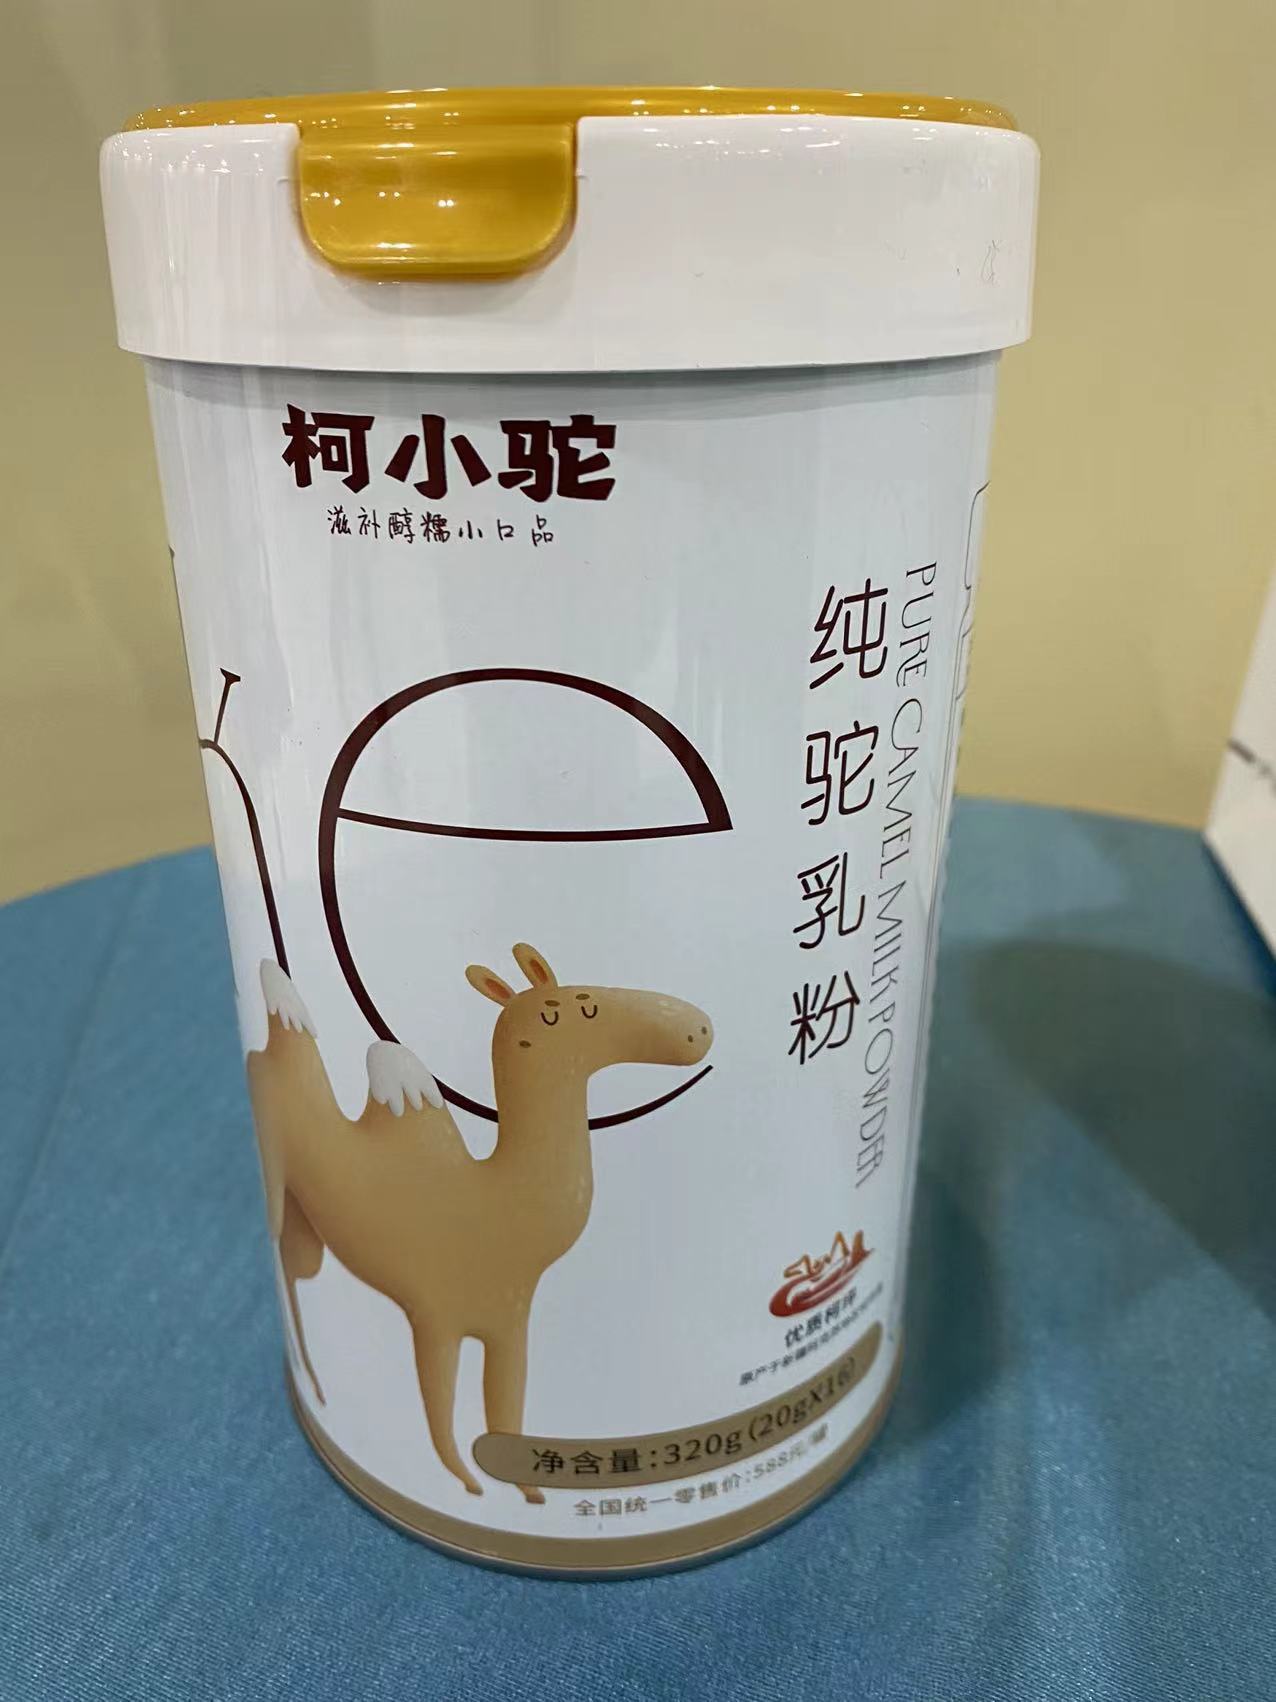 柯小驼
滋补醇糯小口品
纯驼乳粉
PURE CAMEL MILK POWDER
优质柯坪
净含量:320g(20gX16)
全国统一零售价:588元/罐